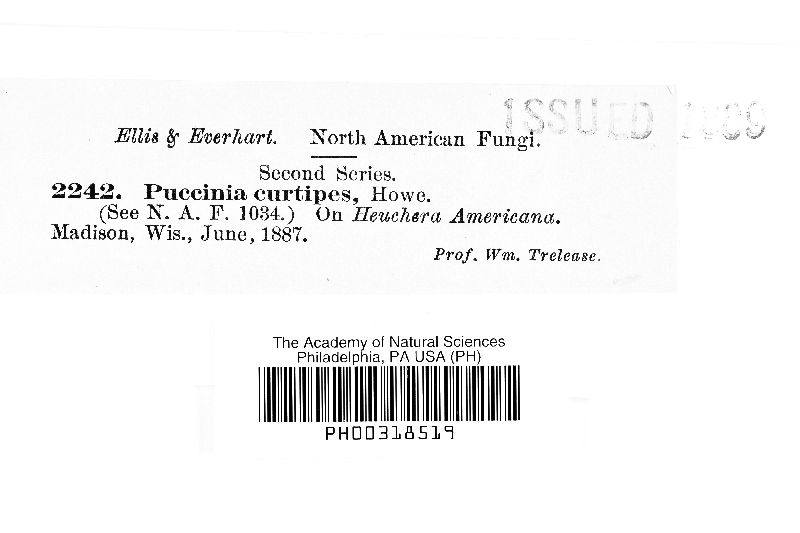 ISSUED 1889
Ellis & Everhart. North American Fungi.
Second Series.
2242. Puccinia curtipes, Howe.
(See N. A. F. 1034.) On Heuchera Americana.
Madison, Wis., June, 1887.
Prof. Wm. Trelease.
The Academy of Natural Sciences
Philadelphia, PA USA (PH)
PH00318519